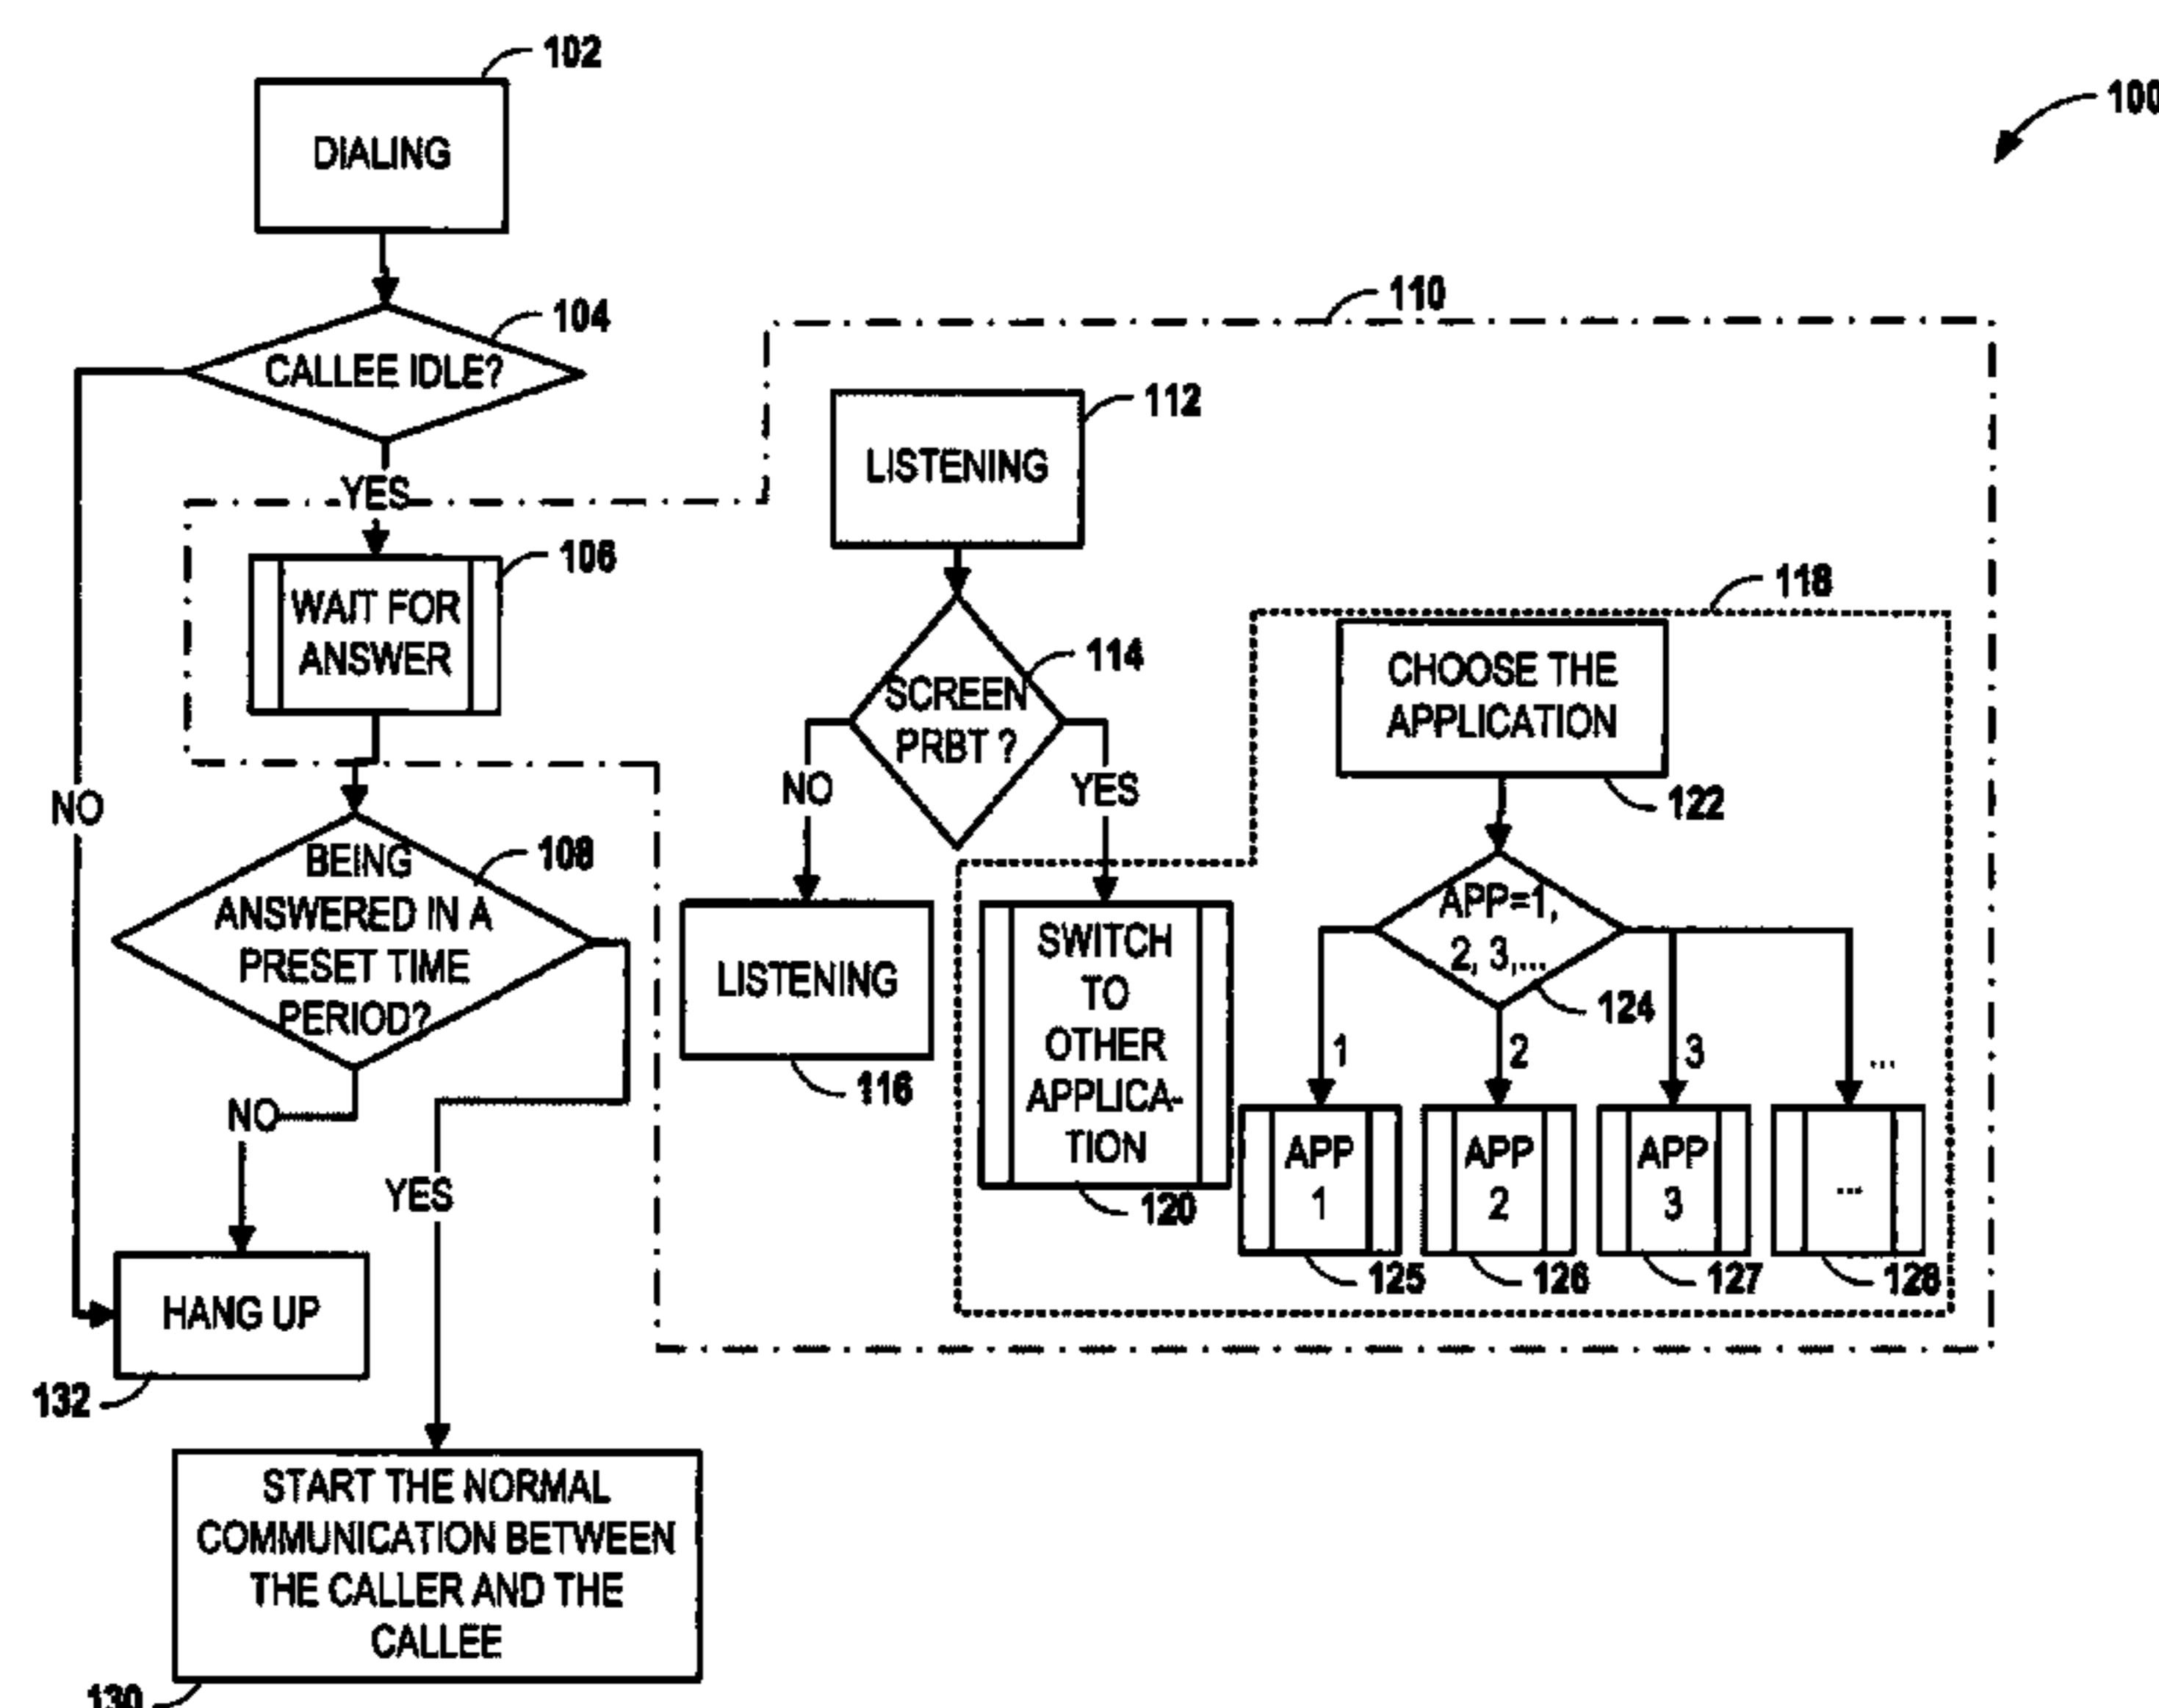 102
DIALING
100
104
CALLEE IDLE?
110
YES
112
LISTENING
106
WAIT FOR
ANSWER
118
CHOOSE THE
APPLICATION
122
114
SCREEN
PRBT ?
NO
YES
NO
108
BEING
ANSWERED IN A
PRESET TIME
PERIOD?
LISTENING
116
SWITCH
TO
OTHER
APPLICA-
TION
120
APP=1,
2, 3,...
124
1
2
3
...
APP
1
125
APP
2
126
APP
3
127
...
128
NO
YES
HANG UP
132
START THE NORMAL
COMMUNICATION BETWEEN
THE CALLER AND THE
CALLEE
130